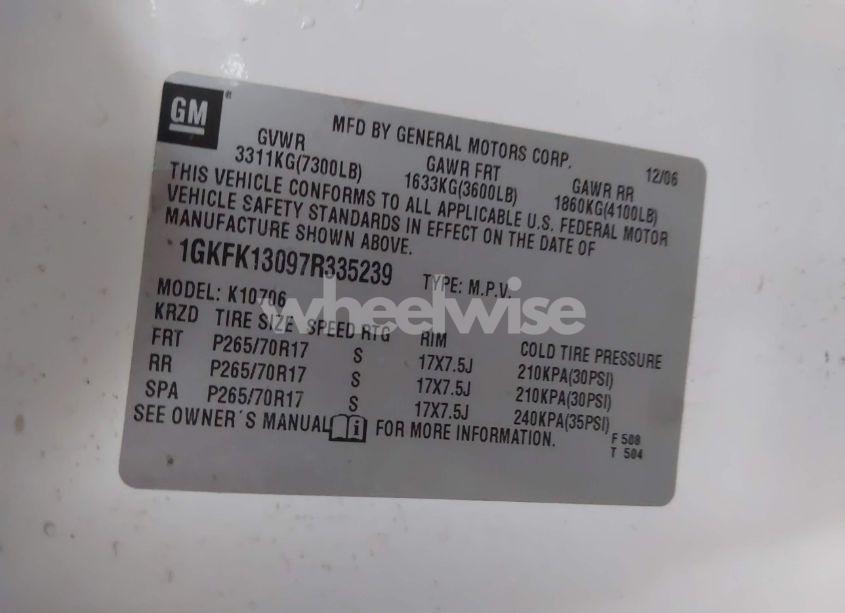 GM
MFD BY GENERAL MOTORS CORP. 12/06
GVWR GAWR FRT GAWR RR
3311KG(7300LB) 1633KG(3600LB) 1860KG(4100LB)
THIS VEHICLE CONFORMS TO ALL APPLICABLE U.S. FEDERAL MOTOR
VEHICLE SAFETY STANDARDS IN EFFECT ON THE DATE OF
MANUFACTURE SHOWN ABOVE.
1GKFK13097R335239 TYPE: M.P.V.
MODEL: K10706
wheelwise
KRZD TIRE SIZE SPEED RTG RIM COLD TIRE PRESSURE
FRT P265/70R17 S 17X7.5J 210KPA(30PSI)
RR P265/70R17 S 17X7.5J 210KPA(30PSI)
SPA P265/70R17 S 17X7.5J 240KPA(35PSI)
SEE OWNER'S MANUAL i FOR MORE INFORMATION.
F 508
T 504